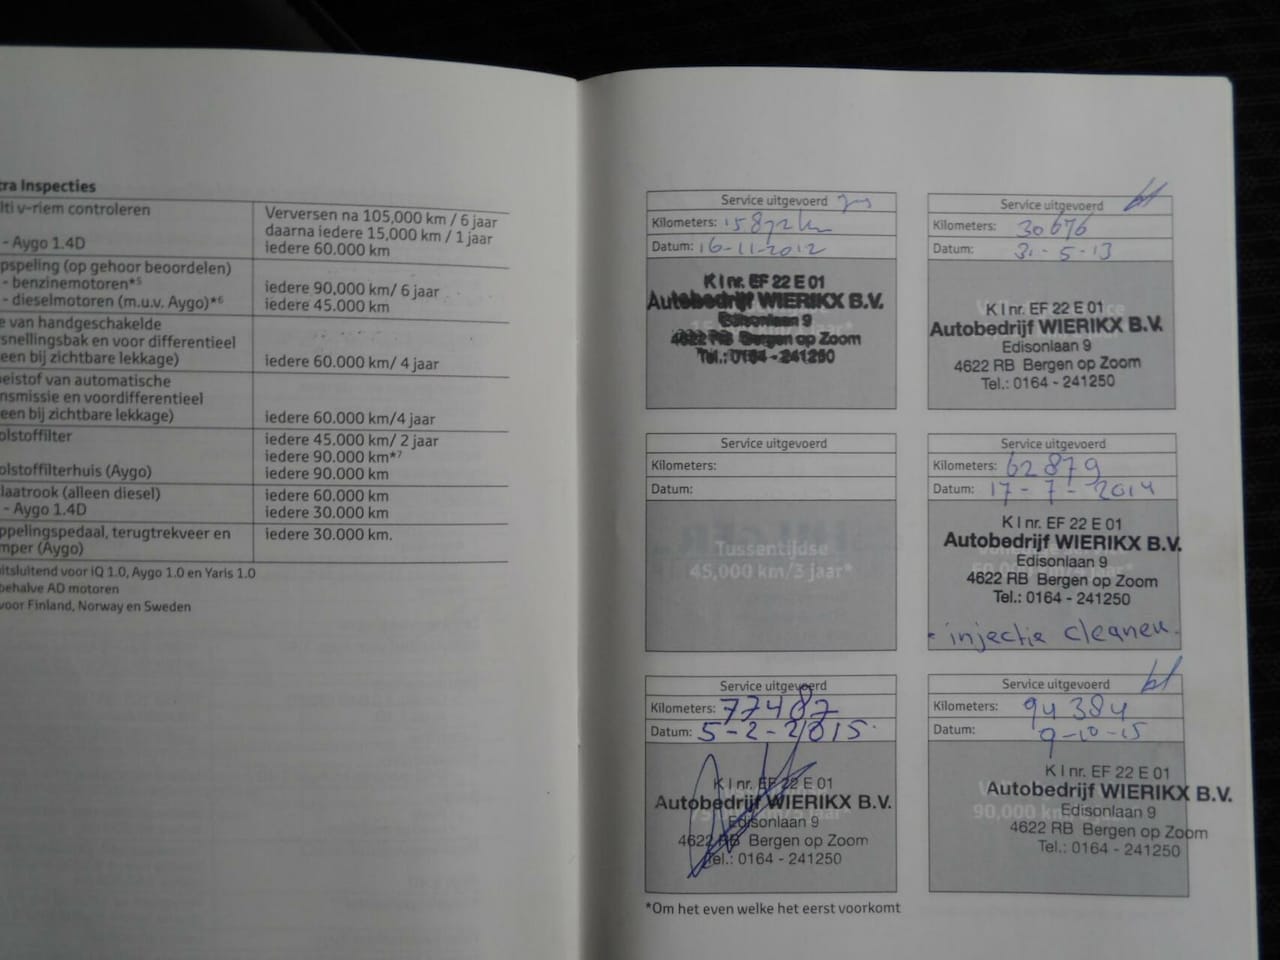 tra Inspecties
lti v-riem controleren
Verversen na 105,000 km / 6 jaar
daarna iedere 15,000 km / 1 jaar
- Aygo 1.4D
iedere 60.000 km
pspeling (op gehoor beoordelen)
- benzinemotoren*5
iedere 90,000 km/ 6 jaar
- dieselmotoren (m.u.v. Aygo)*6
iedere 45.000 km
e van handgeschakelde
snellingsbak en voor differentieel
een bij zichtbare lekkage)
iedere 60.000 km/ 4 jaar
eistof van automatische
nsmissie en voordifferentieel
een bij zichtbare lekkage)
iedere 60.000 km/4 jaar
olstoffilter
iedere 45.000 km/ 2 jaar
iedere 90.000 km*7
olstoffilterhuis (Aygo)
iedere 90.000 km
laatrook (alleen diesel)
iedere 60.000 km
- Aygo 1.4D
iedere 30.000 km
ppelingspedaal, terugtrekveer en
mper (Aygo)
iedere 30.000 km.
uitsluitend voor iQ 1.0, Aygo 1.0 en Yaris 1.0
behalve AD motoren
voor Finland, Norway en Sweden
Service uitgevoerd
Kilometers: 15872 km
Datum: 16-11-2012
K I nr. EF 22 E 01
Autobedrijf WIERIKX B.V.
Edisonlaan 9
4622 RB Bergen op Zoom
Tel.: 0164 - 241250
Service uitgevoerd
Kilometers: 30676
Datum: 31-5-13
K I nr. EF 22 E 01
Autobedrijf WIERIKX B.V.
Edisonlaan 9
4622 RB Bergen op Zoom
Tel.: 0164 - 241250
Service uitgevoerd
Kilometers:
Datum:
Tussentijdse
45,000 km/3 jaar*
Service uitgevoerd
Kilometers: 62879
Datum: 17-7-2014
K I nr. EF 22 E 01
Autobedrijf WIERIKX B.V.
Edisonlaan 9
4622 RB Bergen op Zoom
Tel.: 0164 - 241250
injectie cleanen.
Service uitgevoerd
Kilometers: 77487
Datum: 5-2-2015.
K I nr. EF 22 E 01
Autobedrijf WIERIKX B.V.
Edisonlaan 9
4622 RB Bergen op Zoom
Tel.: 0164 - 241250
Service uitgevoerd
Kilometers: 94384
Datum: 9-10-15
K I nr. EF 22 E 01
Autobedrijf WIERIKX B.V.
Edisonlaan 9
90,000 km
4622 RB Bergen op Zoom
Tel.: 0164 - 241250
*Om het even welke het eerst voorkomt